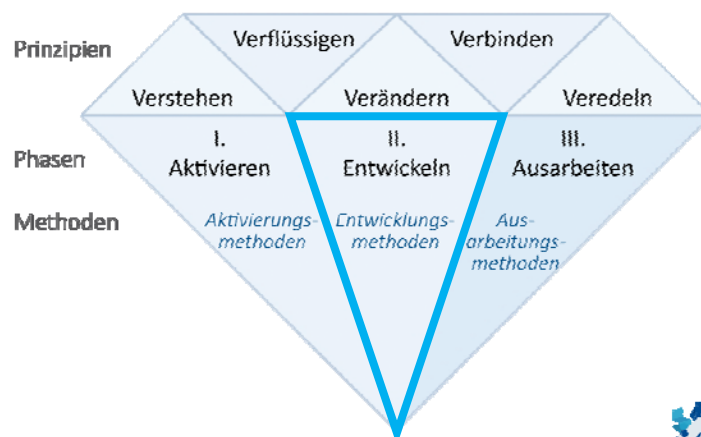 Prinzipien
Verflüssigen
Verbinden
Verstehen
Verändern
Veredeln
Phasen
I.
Aktivieren
II.
Entwickeln
III.
Ausarbeiten
Methoden
Aktivierungs-
methoden
Entwicklungs-
methoden
Aus-
arbeitungs-
methoden